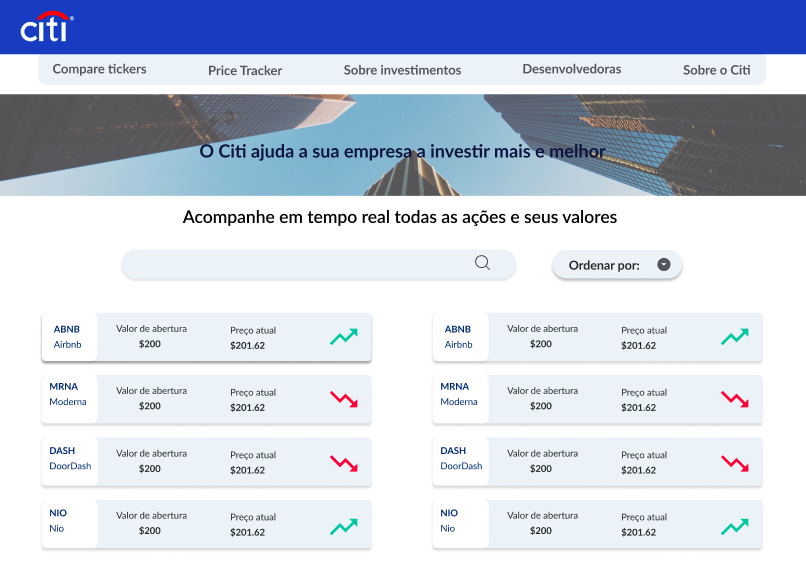 citi®
Compare tickers
Price Tracker
Sobre investimentos
Desenvolvedoras
Sobre o Citi
O Citi ajuda a sua empresa a investir mais e melhor
Acompanhe em tempo real todas as ações e seus valores
Ordenar por:
ABNB
Airbnb
Valor de abertura
$200
Preço atual
$201.62
ABNB
Airbnb
Valor de abertura
$200
Preço atual
$201.62
MRNA
Moderna
Valor de abertura
$200
Preço atual
$201.62
MRNA
Moderna
Valor de abertura
$200
Preço atual
$201.62
DASH
DoorDash
Valor de abertura
$200
Preço atual
$201.62
DASH
DoorDash
Valor de abertura
$200
Preço atual
$201.62
NIO
Nio
Valor de abertura
$200
Preço atual
$201.62
NIO
Nio
Valor de abertura
$200
Preço atual
$201.62